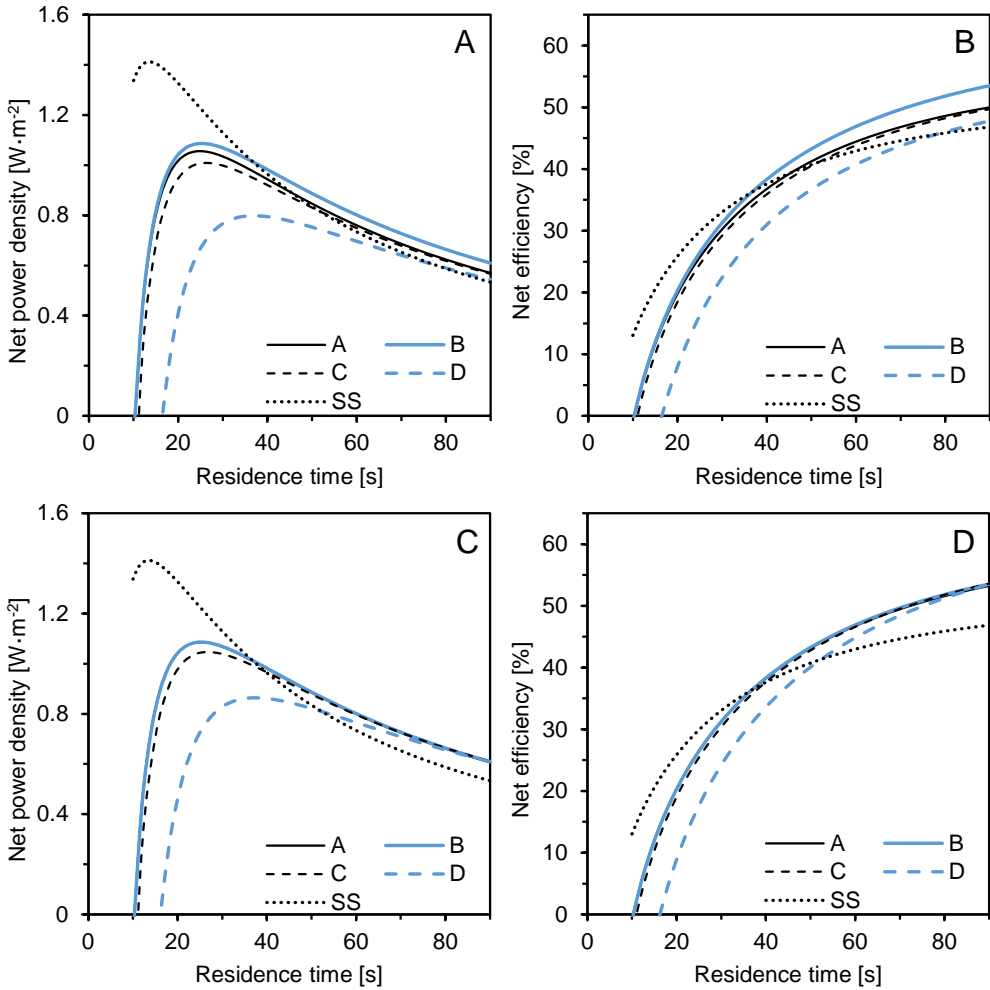 1.6
1.2
0.8
0.4
0
Net power density [W·m-2]
A
A
B
C
D
SS
0 20 40 60 80
Residence time [s]
60
50
40
30
20
10
0
Net efficiency [%]
B
A
B
C
D
SS
0 20 40 60 80
Residence time [s]
1.6
1.2
0.8
0.4
0
Net power density [W·m-2]
C
A
B
C
D
SS
0 20 40 60 80
Residence time [s]
60
50
40
30
20
10
0
Net efficiency [%]
D
A
B
C
D
SS
0 20 40 60 80
Residence time [s]